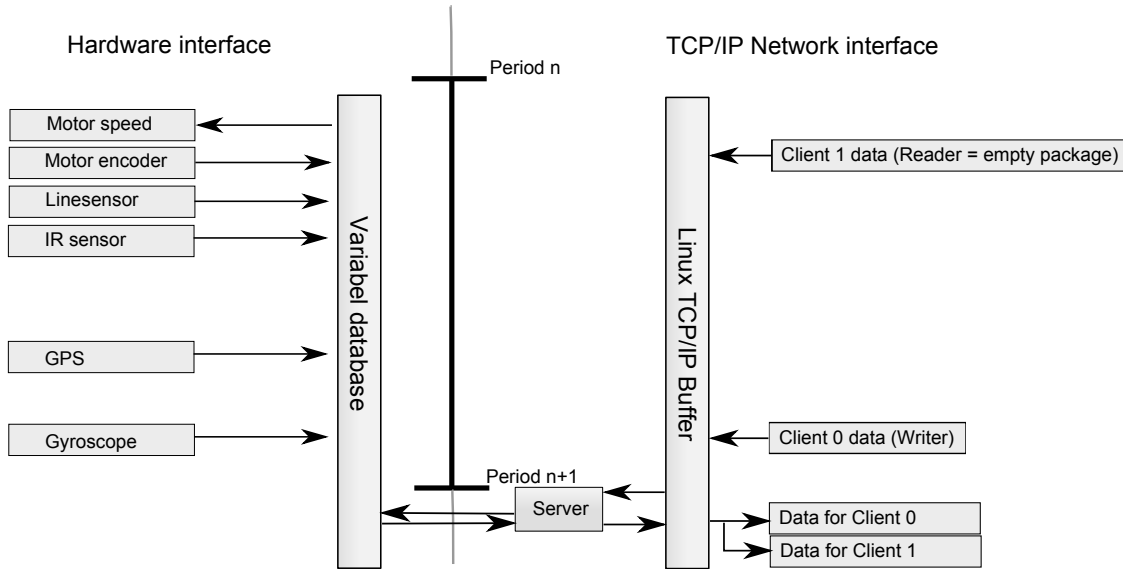 Hardware interface
TCP/IP Network interface
Period n
Motor speed
Motor encoder
Linesensor
IR sensor
GPS
Gyroscope
Variabel database
Linux TCP/IP Buffer
Client 1 data (Reader = empty package)
Client 0 data (Writer)
Period n+1
Server
Data for Client 0
Data for Client 1